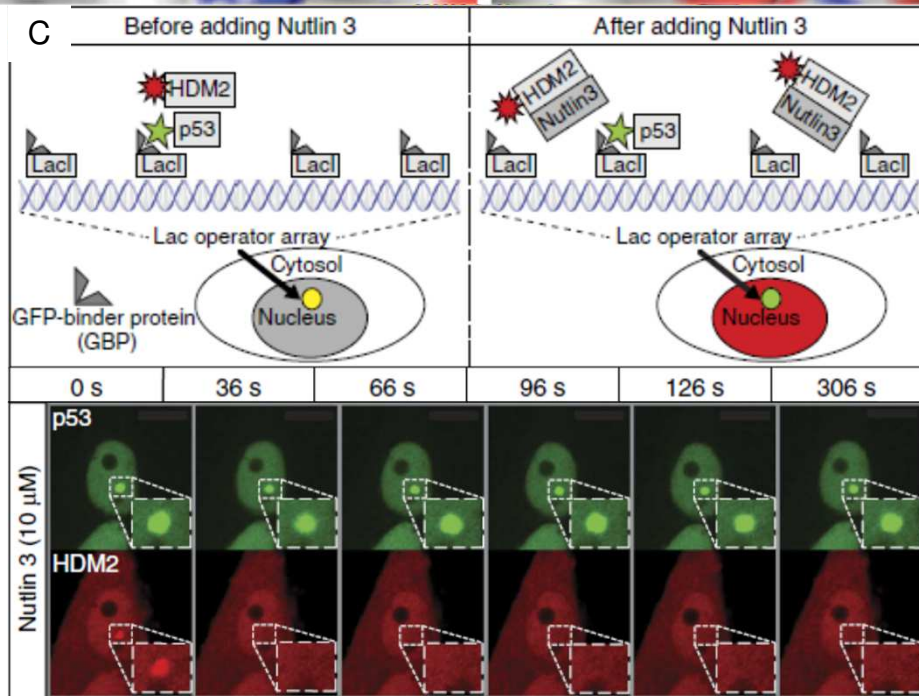 C
Before adding Nutlin 3
After adding Nutlin 3
HDM2
p53
LacI
LacI
LacI
LacI
HDM2
Nutlin3
p53
HDM2
Nutlin3
LacI
LacI
LacI
LacI
Lac operator array
Lac operator array
Cytosol
Cytosol
Nucleus
Nucleus
GFP-binder protein
(GBP)
0 s
36 s
66 s
96 s
126 s
306 s
Nutlin 3 (10 µM)
p53
HDM2